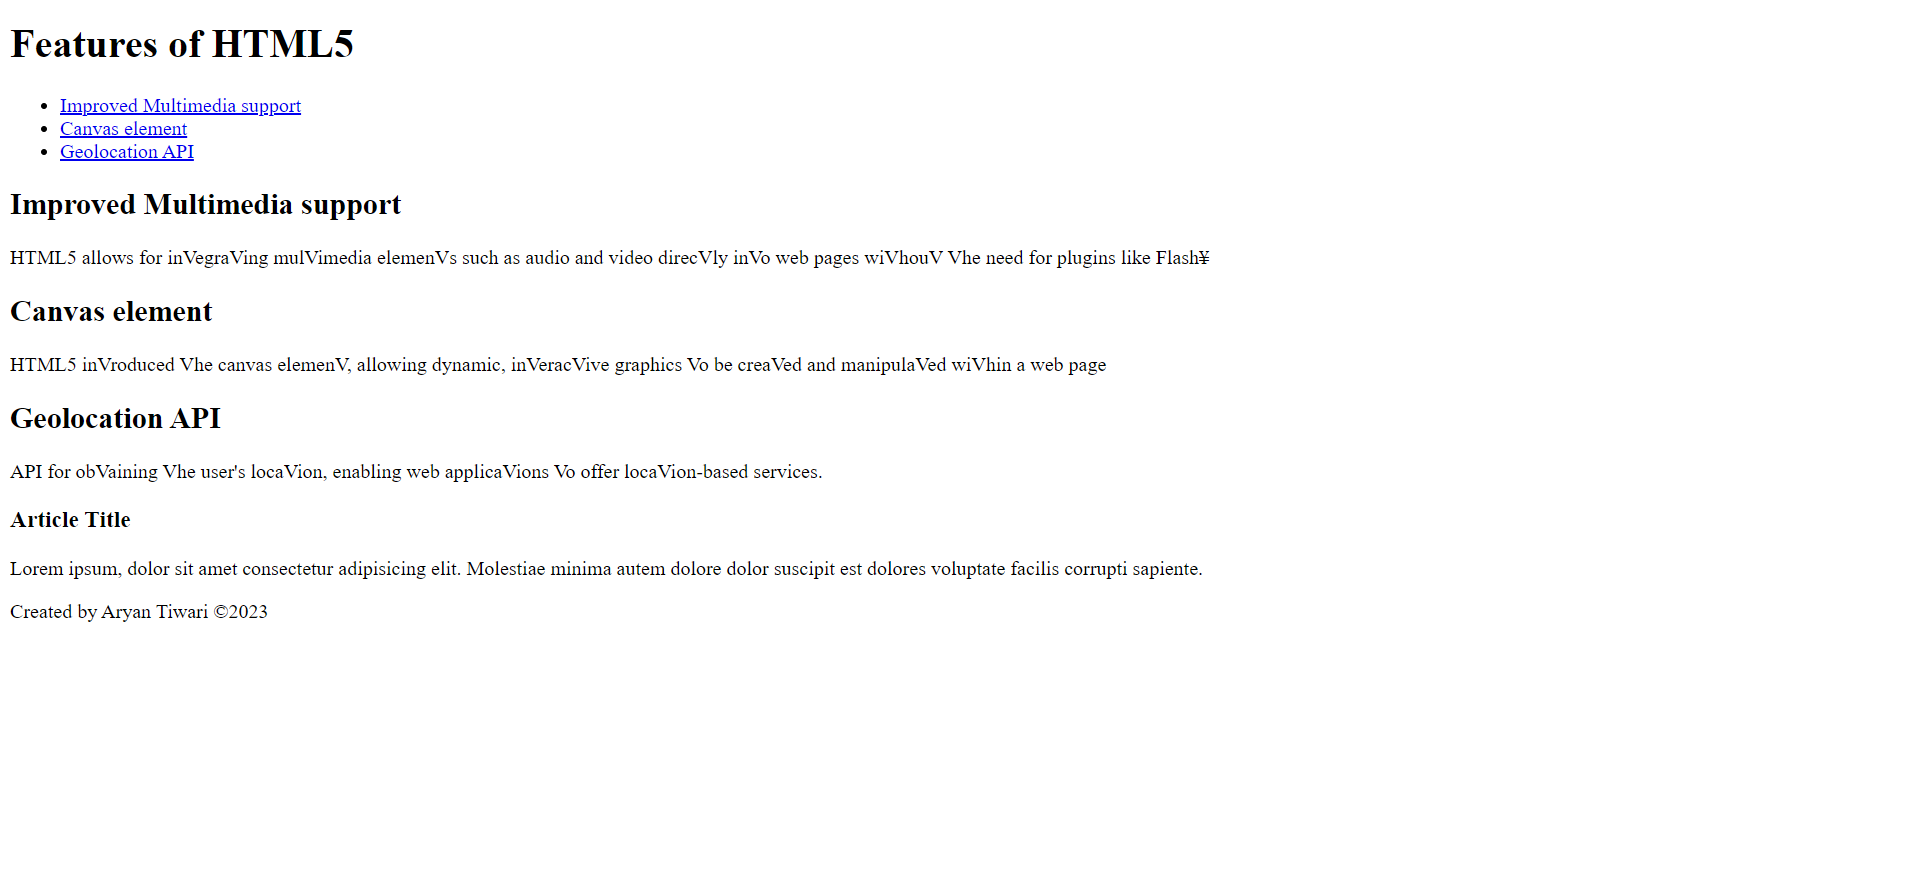 Features of HTML5
Improved Multimedia support
Canvas element
Geolocation API
Improved Multimedia support
HTML5 allows for inVegraVing mulVimedia elemenVs such as audio and video direcVly inVo web pages wiVhouV Vhe need for plugins like Flash¥
Canvas element
HTML5 inVroduced Vhe canvas elemenV, allowing dynamic, inVeracVive graphics Vo be creaVed and manipulaVed wiVhin a web page
Geolocation API
API for obVaining Vhe user's locaVion, enabling web applicaVions Vo offer locaVion-based services.
Article Title
Lorem ipsum, dolor sit amet consectetur adipisicing elit. Molestiae minima autem dolore dolor suscipit est dolores voluptate facilis corrupti sapiente.
Created by Aryan Tiwari ©2023